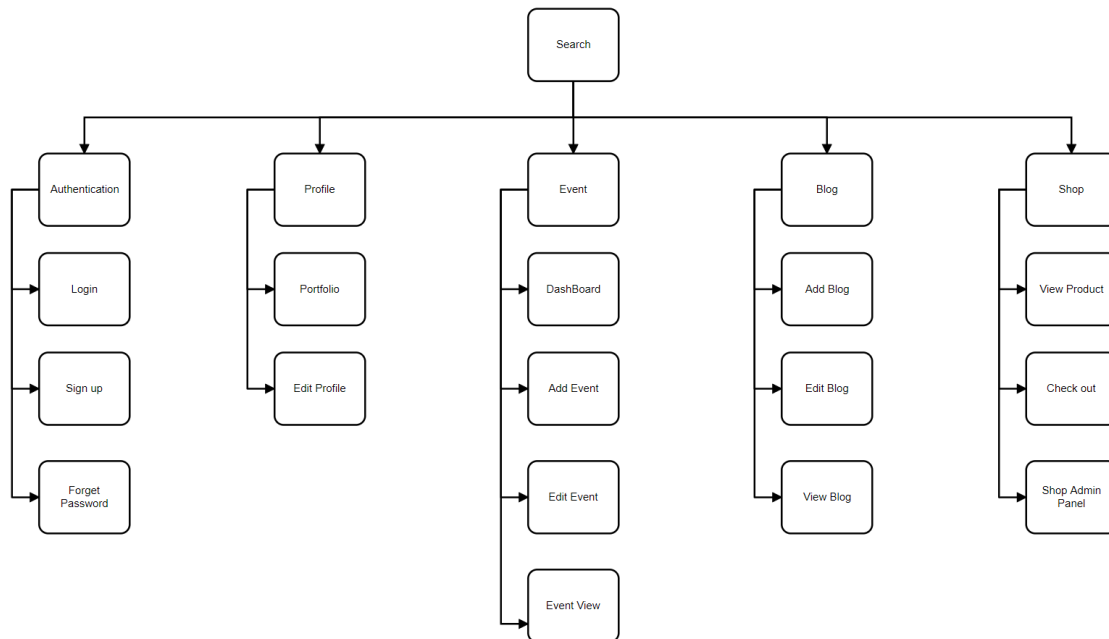 Search
Authentication
Profile
Event
Blog
Shop
Login
Portfolio
DashBoard
Add Blog
View Product
Sign up
Edit Profile
Add Event
Edit Blog
Check out
Forget
Password
Edit Event
View Blog
Shop Admin
Panel
Event View